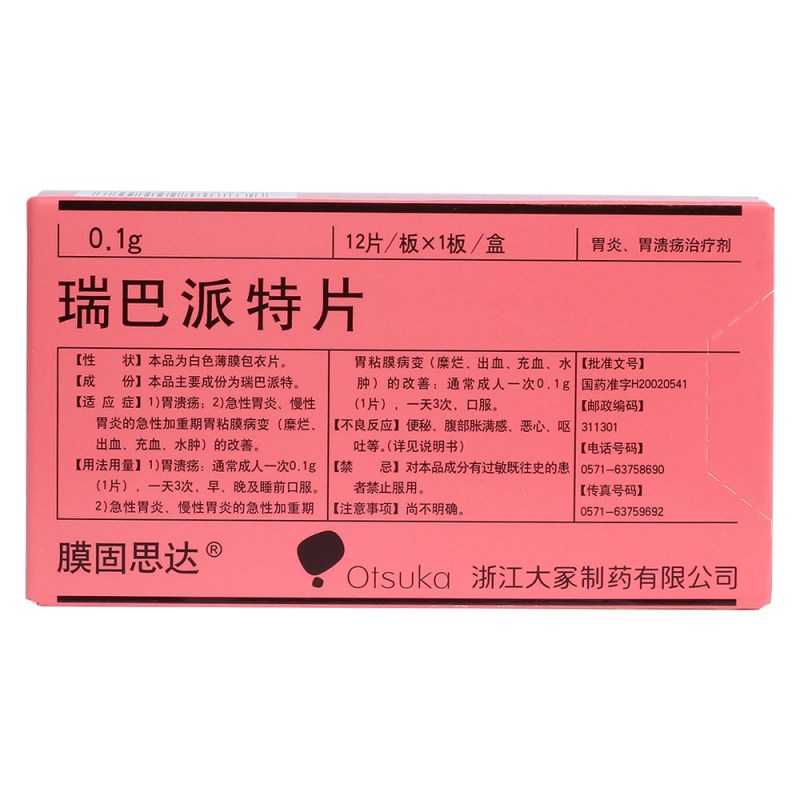 0.1g
12片/板×1板/盒
胃炎、胃溃疡治疗剂
瑞巴派特片
【性　　状】本品为白色薄膜包衣片。
【成　　份】本品主要成份为瑞巴派特。
【适 应 症】1)胃溃疡；2)急性胃炎、慢性
胃炎的急性加重期胃粘膜病变（糜烂、
出血、充血、水肿）的改善。
【用法用量】1)胃溃疡：通常成人一次0.1g
(1片），一天3次，早、晚及睡前口服。
2)急性胃炎、慢性胃炎的急性加重期
胃粘膜病变（糜烂、出血、充血、水
肿）的改善：通常成人一次0.1g
(1片），一天3次，口服。
【不良反应】便秘、腹部胀满感、恶心、呕
吐等。(详见说明书)
【禁　　忌】对本品成分有过敏既往史的患
者禁止服用。
【注意事项】尚不明确。
【批准文号】
国药准字H20020541
【邮政编码】
311301
【电话号码】
0571-63758690
【传真号码】
0571-63759692
膜固思达®
Otsuka 浙江大冢制药有限公司